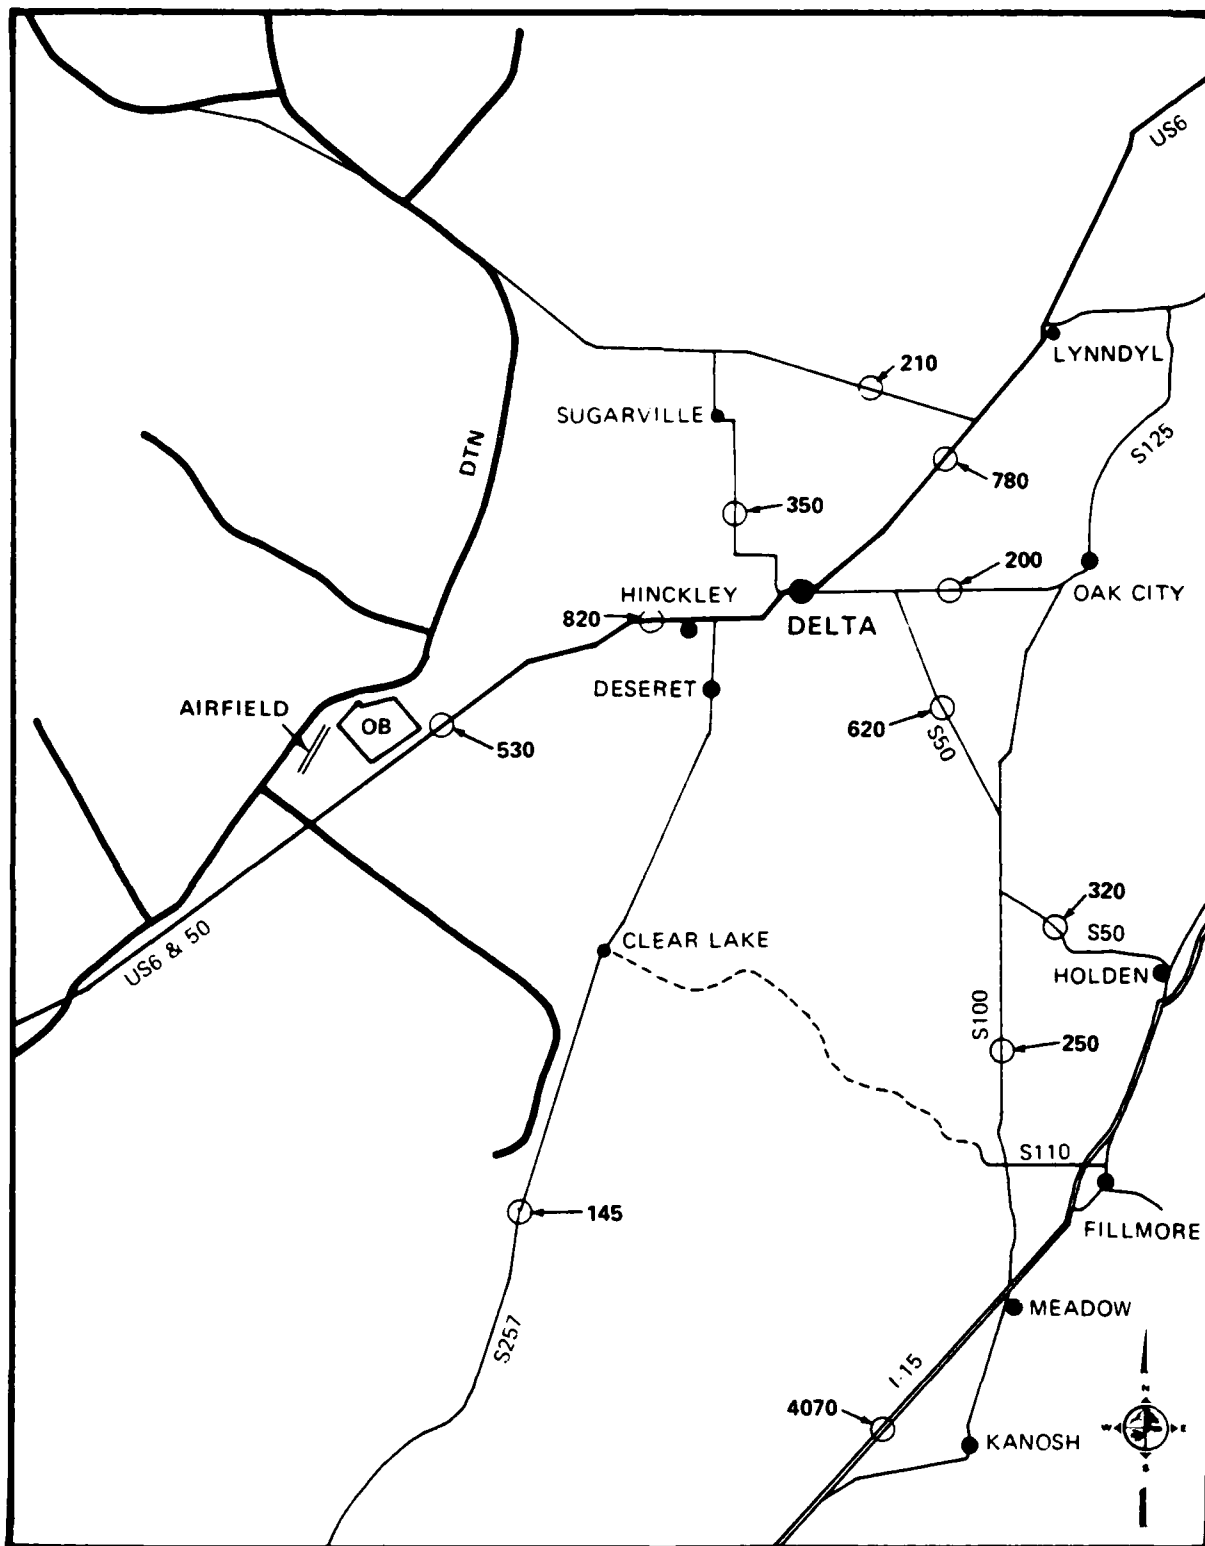 US6
LYNNDYL
210
SUGARVILLE
DTN
S125
780
350
200
HINCKLEY
OAK CITY
820
DELTA
DESERET
AIRFIELD
OB
620
S50
530
320
US6 & 50
CLEAR LAKE
S50
HOLDEN
S100
250
S110
145
FILLMORE
MEADOW
S257
I-15
4070
KANOSH
N
W
E
S